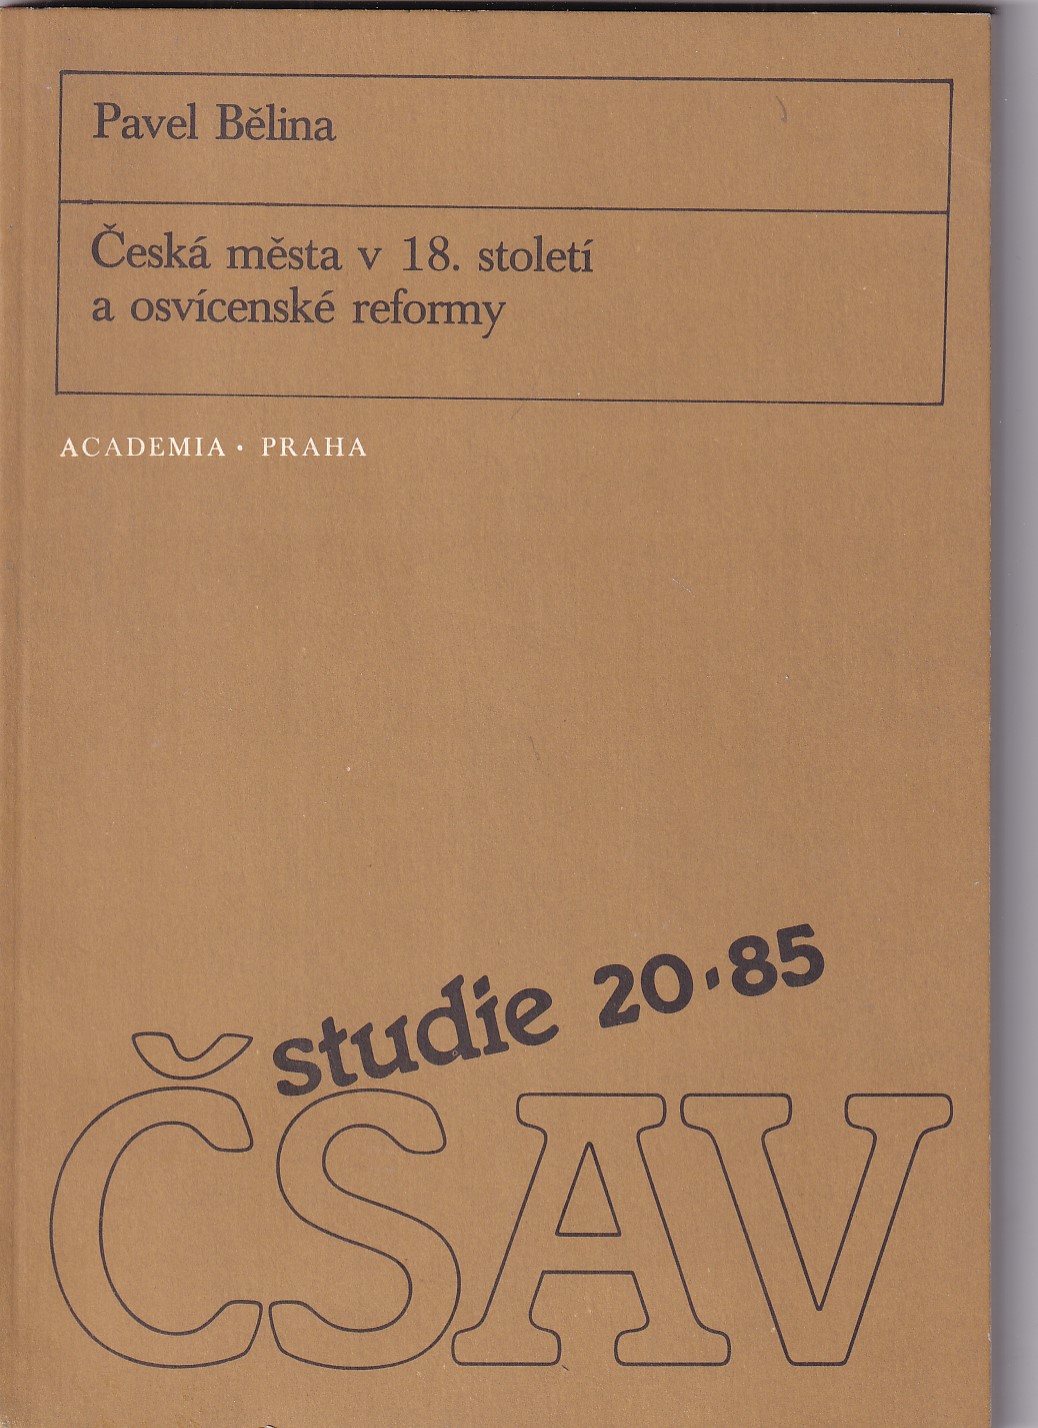 Pavel Bělina
Česká města v 18. století
a osvícenské reformy
ACADEMIA · PRAHA
studie 20·85
ČSAV